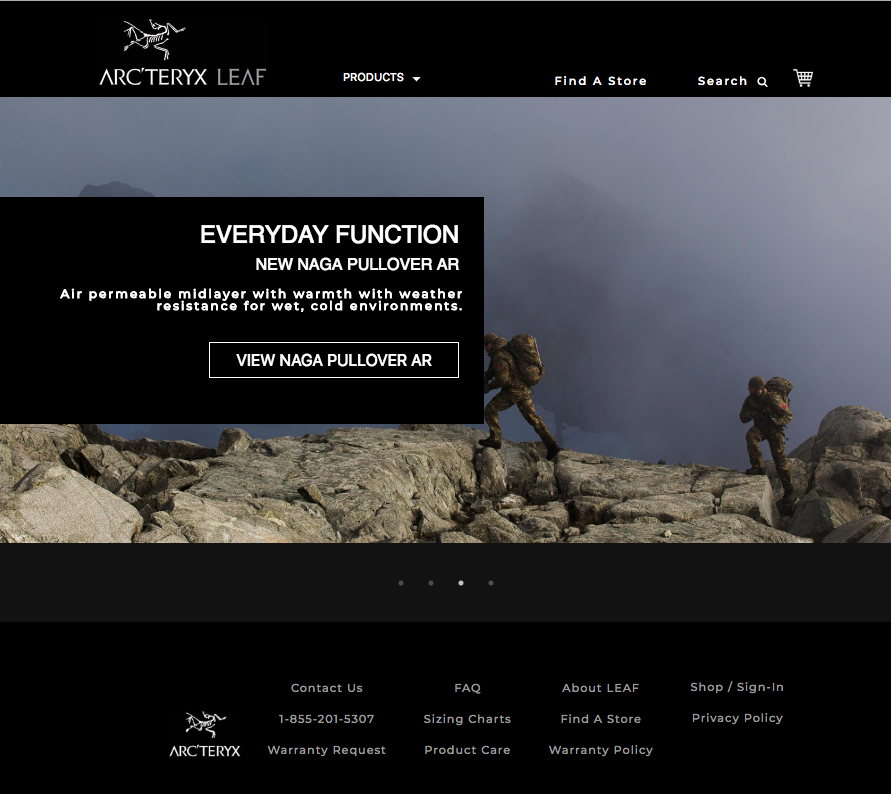 ARC'TERYX LEAF
PRODUCTS
Find A Store
Search
EVERYDAY FUNCTION
NEW NAGA PULLOVER AR
Air permeable midlayer with warmth with weather
resistance for wet, cold environments.
VIEW NAGA PULLOVER AR
Contact Us
FAQ
About LEAF
Shop / Sign-In
1-855-201-5307
Sizing Charts
Find A Store
Privacy Policy
ARC'TERYX
Warranty Request
Product Care
Warranty Policy